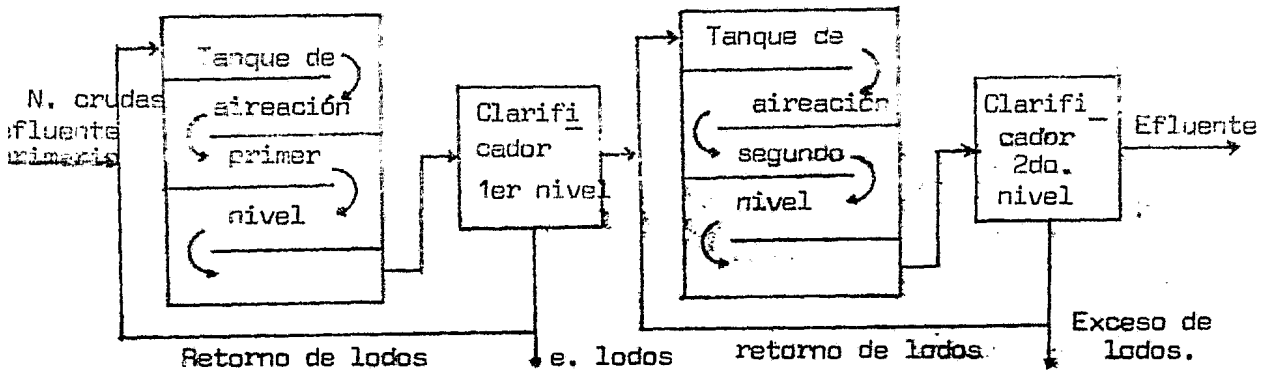 Tanque de
aireación
primer
nivel
N. crudas
efluente
primario
Clarifi
cador
1er nivel
Retorno de lodos
e. lodos
Tanque de
aireación
segundo
nivel
Clarifi
cador
2do.
nivel
Efluente
retorno de lodos
Exceso de
lodos.